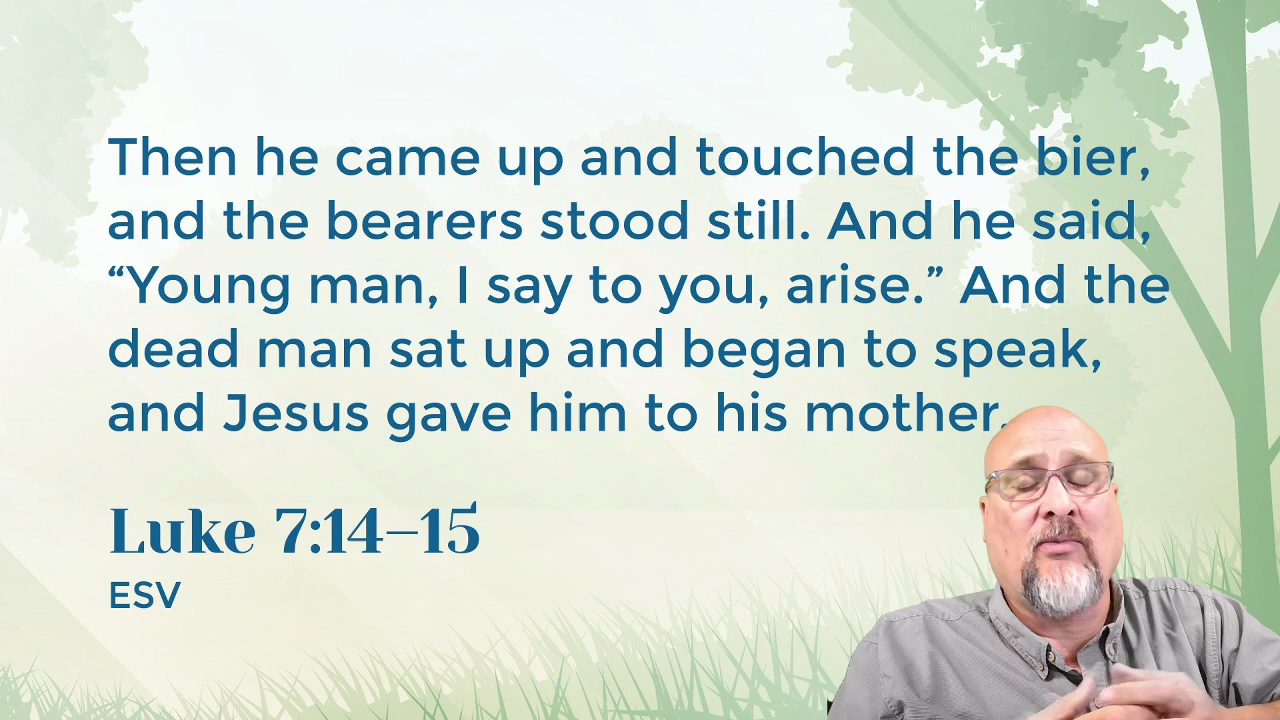 Then he came up and touched the bier,
and the bearers stood still. And he said,
“Young man, I say to you, arise.” And the
dead man sat up and began to speak,
and Jesus gave him to his mother.
Luke 7:14–15
ESV